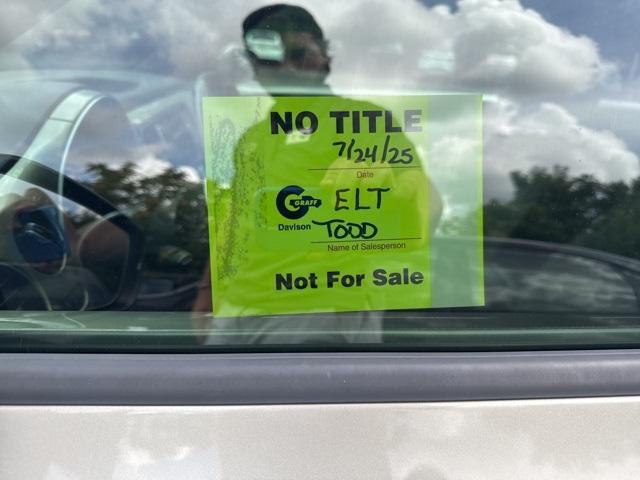 NO TITLE
7/24/25
Date
GRAFF ELT
Davison TODD
Name of Salesperson
Not For Sale